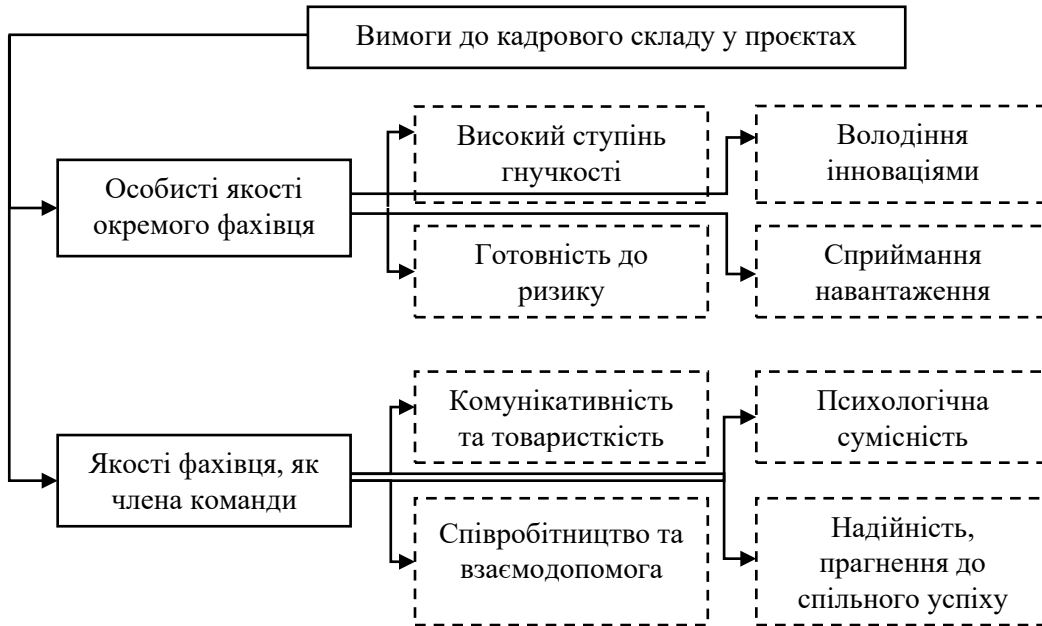 Вимоги до кадрового складу у проєктах
Високий ступінь
гнучкості
Володіння
інноваціями
Особисті якості
окремого фахівця
Готовність до
ризику
Сприймання
навантаження
Комунікативність
та товаристкість
Психологічна
сумісність
Якості фахівця, як
члена команди
Співробітництво та
взаємодопомога
Надійність,
прагнення до
спільного успіху